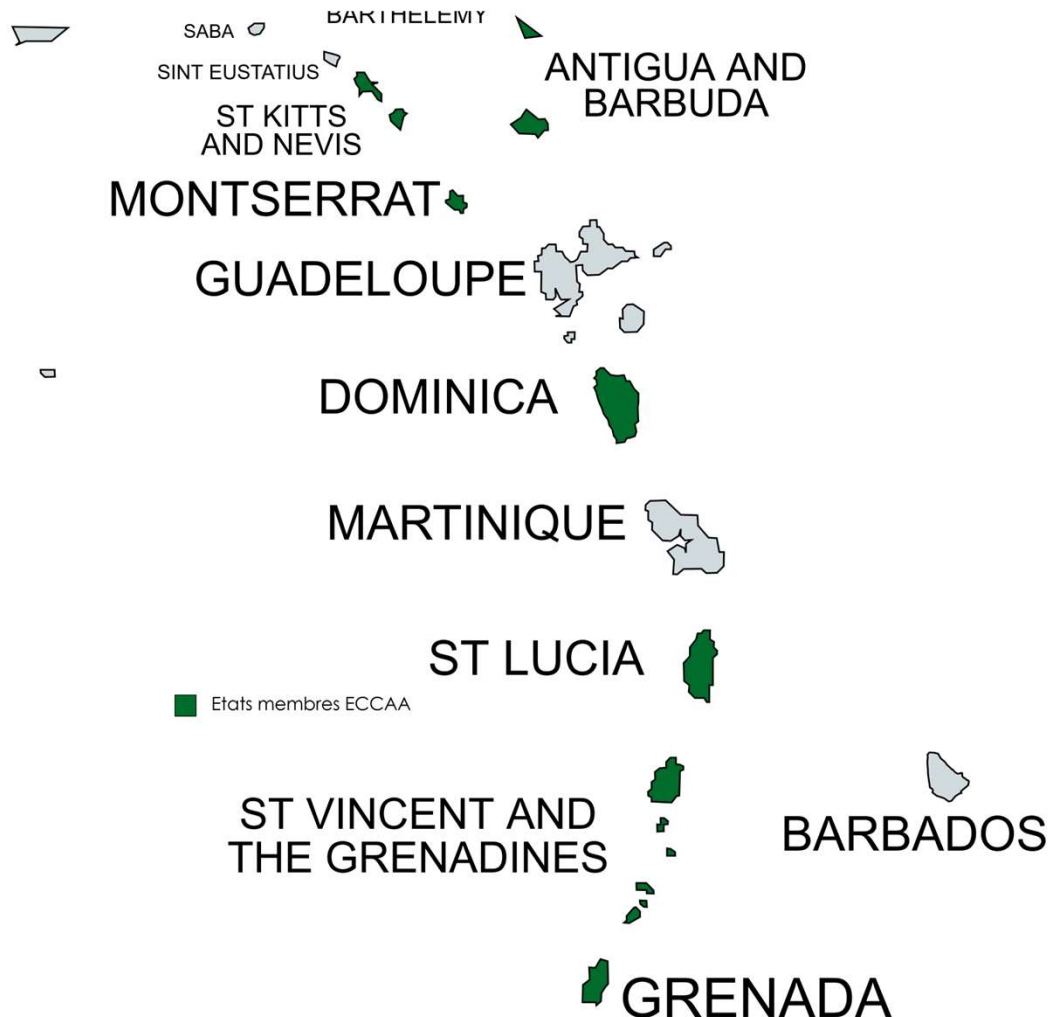 BARTHELEMY
SABA
SINT EUSTATIUS
ANTIGUA AND
BARBUDA
ST KITTS
AND NEVIS
MONTSERRAT
GUADELOUPE
DOMINICA
MARTINIQUE
ST LUCIA
Etats membres ECCAA
ST VINCENT AND
THE GRENADINES
BARBADOS
GRENADA